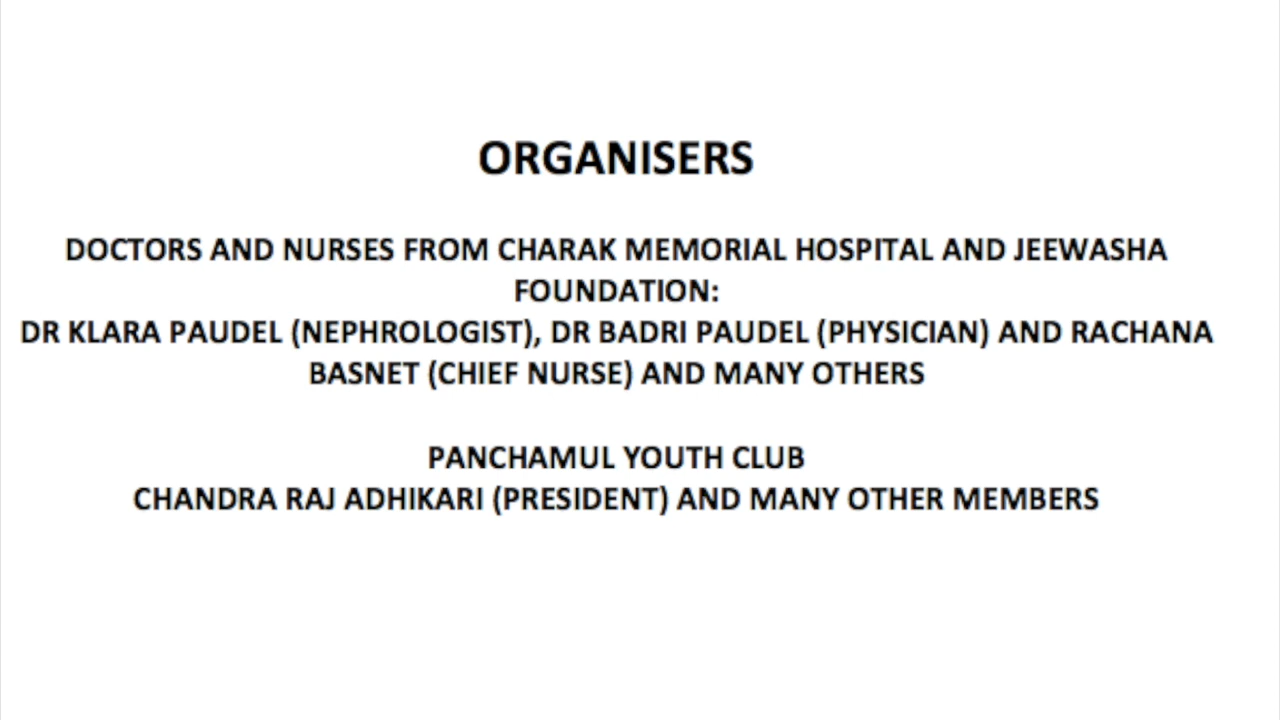 ORGANISERS
DOCTORS AND NURSES FROM CHARAK MEMORIAL HOSPITAL AND JEEWASHA
FOUNDATION:
DR KLARA PAUDEL (NEPHROLOGIST), DR BADRI PAUDEL (PHYSICIAN) AND RACHANA
BASNET (CHIEF NURSE) AND MANY OTHERS
PANCHAMUL YOUTH CLUB
CHANDRA RAJ ADHIKARI (PRESIDENT) AND MANY OTHER MEMBERS